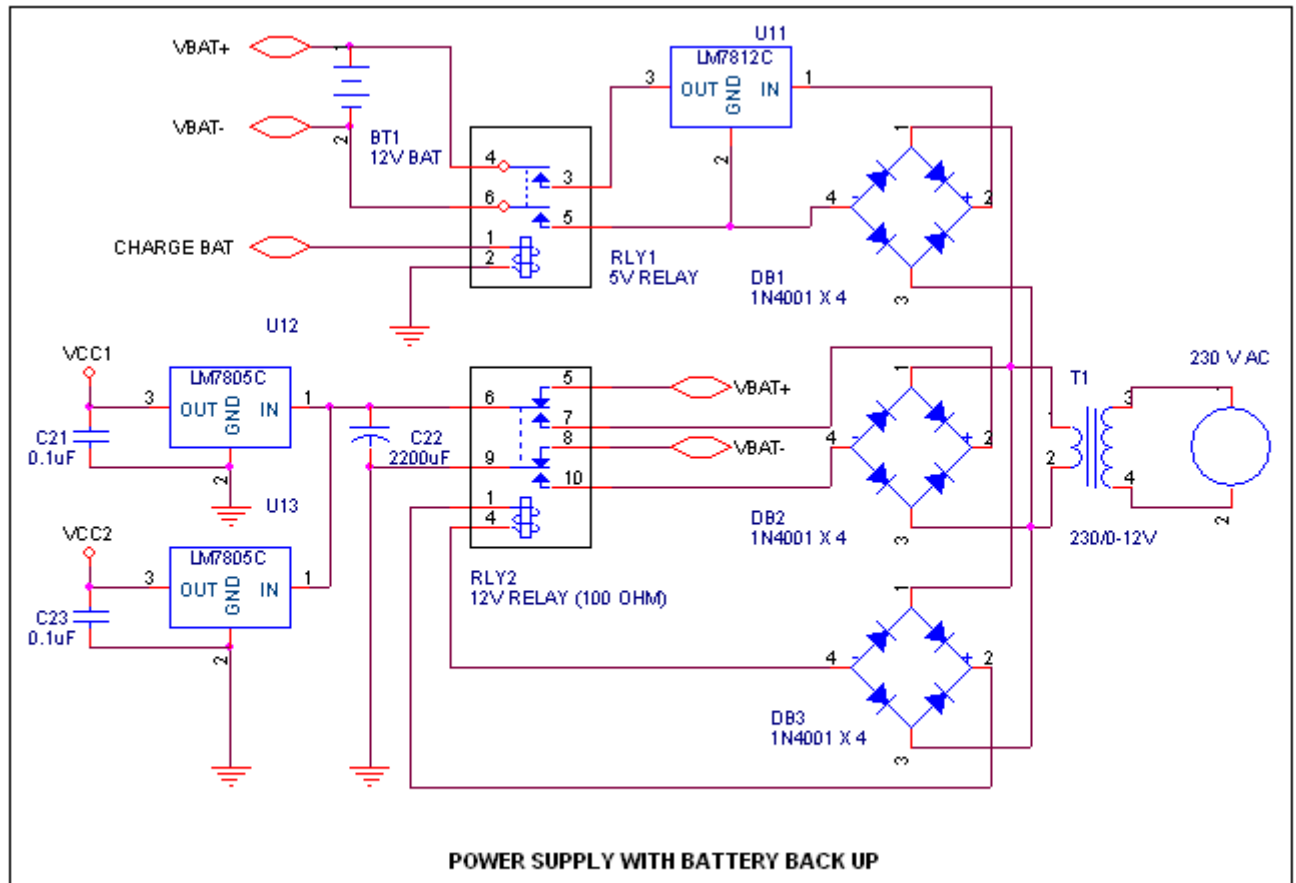 VBAT+
1
VBAT-
2
BT1
12V BAT
U11
LM7812C
3
OUT
GND
IN
1
2
4
3
6
5
1
2
CHARGE BAT
RLY1
5V RELAY
1
4
-
+
2
3
DB1
1N4001 X 4
U12
VCC1
LM7805C
3
OUT
GND
IN
1
2
C21
0.1uF
C22
2200uF
6
5
7
8
9
10
1
4
VBAT+
VBAT-
RLY2
12V RELAY (100 OHM)
1
4
-
+
2
3
DB2
1N4001 X 4
T1
1
2
3
4
230/0-12V
230 V AC
1
2
U13
VCC2
LM7805C
3
OUT
GND
IN
1
2
C23
0.1uF
1
4
-
+
2
3
DB3
1N4001 X 4
POWER SUPPLY WITH BATTERY BACK UP